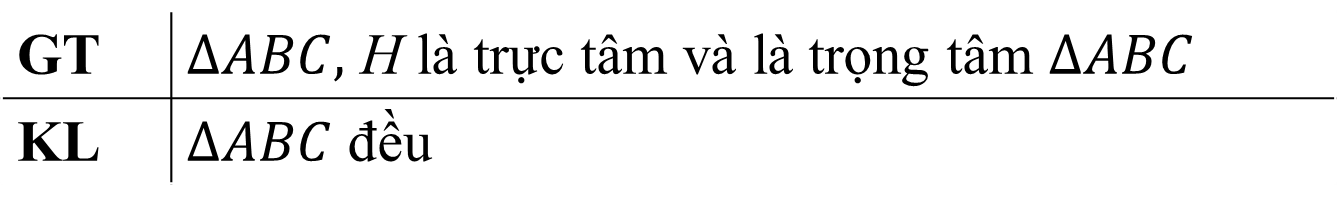 GT ΔABC, H là trực tâm và là trọng tâm ΔABC
KL ΔABC đều